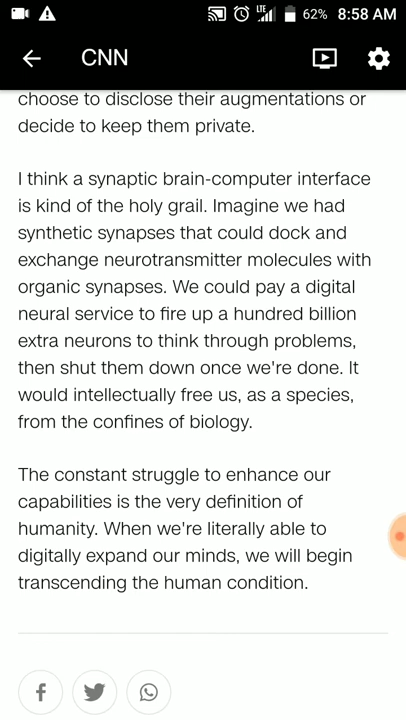 LTE 62% 8:58 AM
CNN
choose to disclose their augmentations or
decide to keep them private.
I think a synaptic brain-computer interface
is kind of the holy grail. Imagine we had
synthetic synapses that could dock and
exchange neurotransmitter molecules with
organic synapses. We could pay a digital
neural service to fire up a hundred billion
extra neurons to think through problems,
then shut them down once we're done. It
would intellectually free us, as a species,
from the confines of biology.
The constant struggle to enhance our
capabilities is the very definition of
humanity. When we're literally able to
digitally expand our minds, we will begin
transcending the human condition.